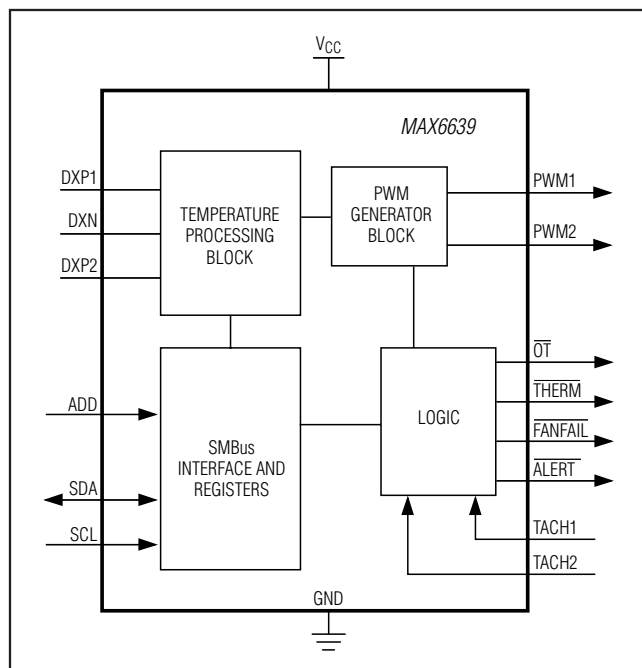 VCC
MAX6639
DXP1
DXN
DXP2
TEMPERATURE
PROCESSING
BLOCK
PWM
GENERATOR
BLOCK
PWM1
PWM2
ADD
SDA
SCL
SMBus
INTERFACE AND
REGISTERS
LOGIC
OT
THERM
FANFAIL
ALERT
TACH1
TACH2
GND